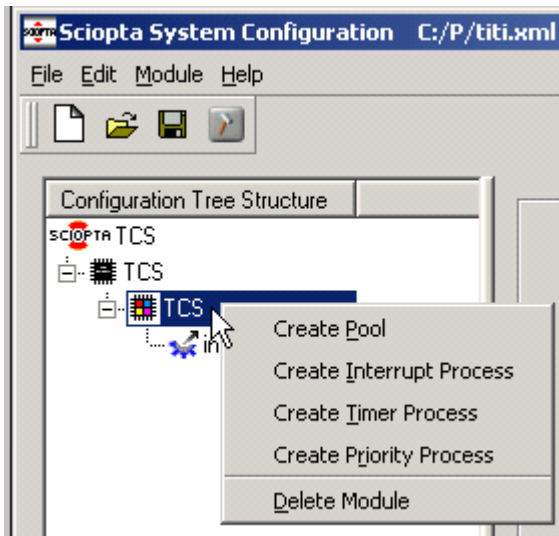 Sciopta System Configuration C:/P/titi.xml
File Edit Module Help
Configuration Tree Structure
SCIOPTA TCS
TCS
TCS
in
Create Pool
Create Interrupt Process
Create Timer Process
Create Priority Process
Delete Module